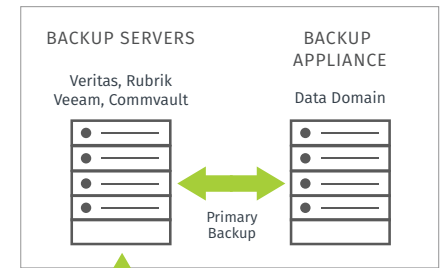 BACKUP SERVERS
Veritas, Rubrik
Veeam, Commvault
BACKUP
APPLIANCE
Data Domain
Primary
Backup